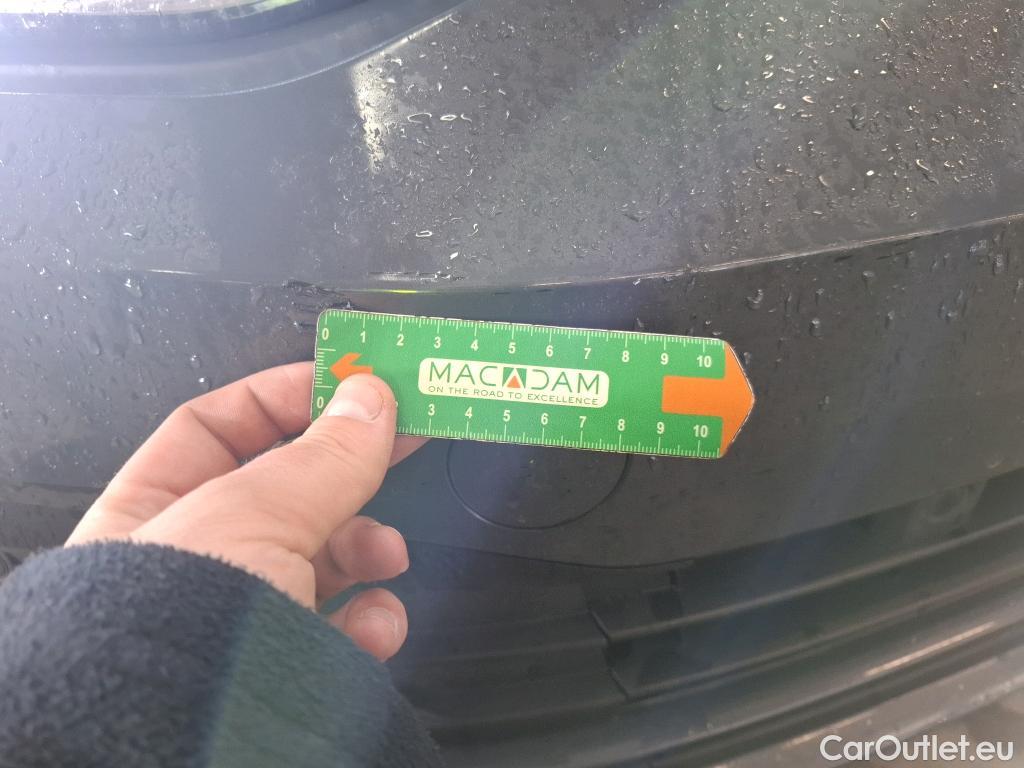 0 1 2 3 4 5 6 7 8 9 10
MACADAM
ON THE ROAD TO EXCELLENCE
0 3 4 5 6 7 8 9 10
CarOutlet.eu